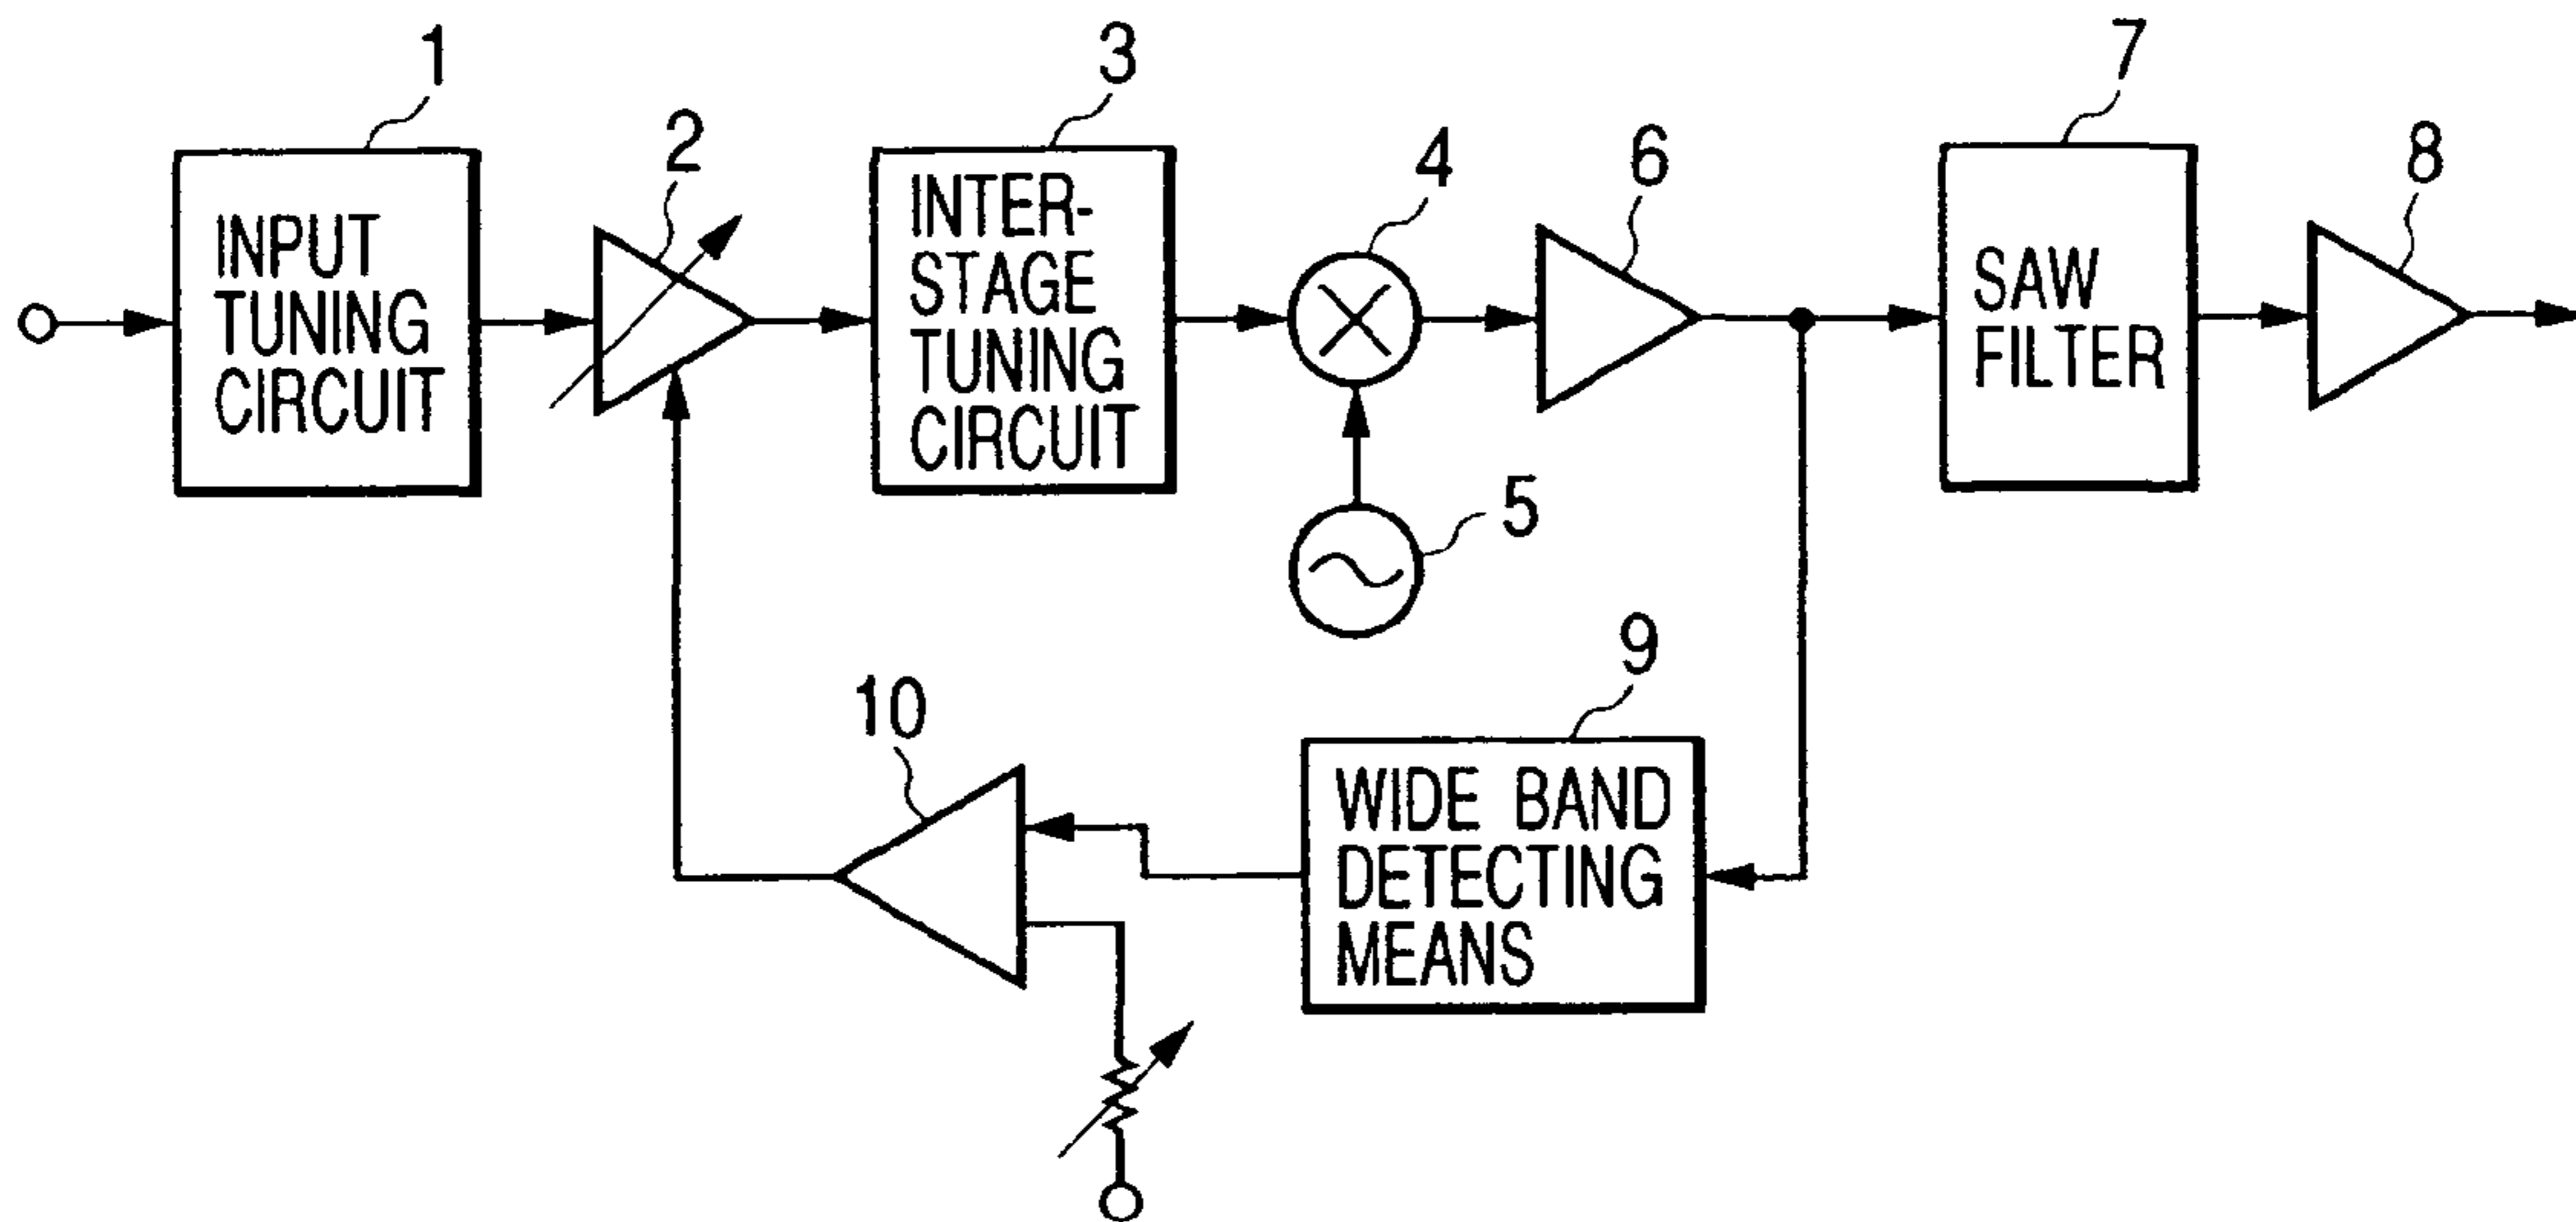 1
2
3
4
5
6
7
8
9
10
INPUT
TUNING
CIRCUIT
INTER-
STAGE
TUNING
CIRCUIT
SAW
FILTER
WIDE BAND
DETECTING
MEANS